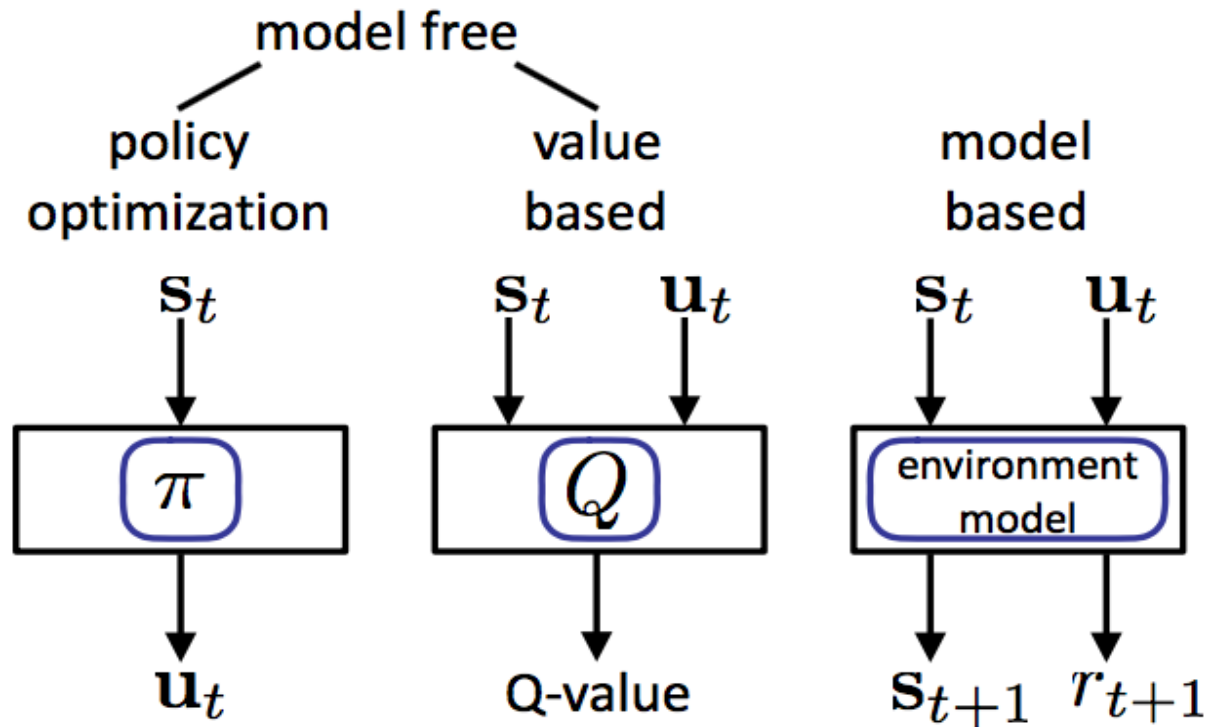 model free
policy
optimization
value
based
model
based
s_t
s_t
u_t
s_t
u_t
π
Q
environment
model
u_t
Q-value
s_{t+1}
r_{t+1}